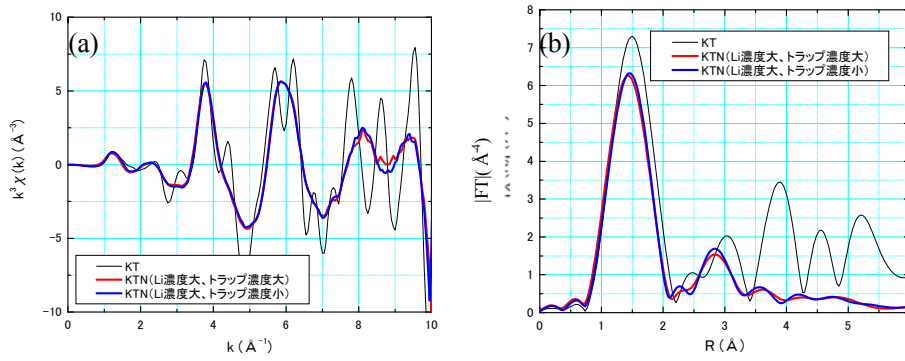 (a)
10
5
0
-5
-10
k³χ(k) (Å⁻³)
KT
KTN(Li濃度大、トラップ濃度大)
KTN(Li濃度大、トラップ濃度小)
0 2 4 6 8 10
k (Å⁻¹)
(b)
8
7
6
5
4
3
2
1
0
|FT|(Å⁻⁴)
KT
KTN(Li濃度大、トラップ濃度大)
KTN(Li濃度大、トラップ濃度小)
0 1 2 3 4 5
R (Å)